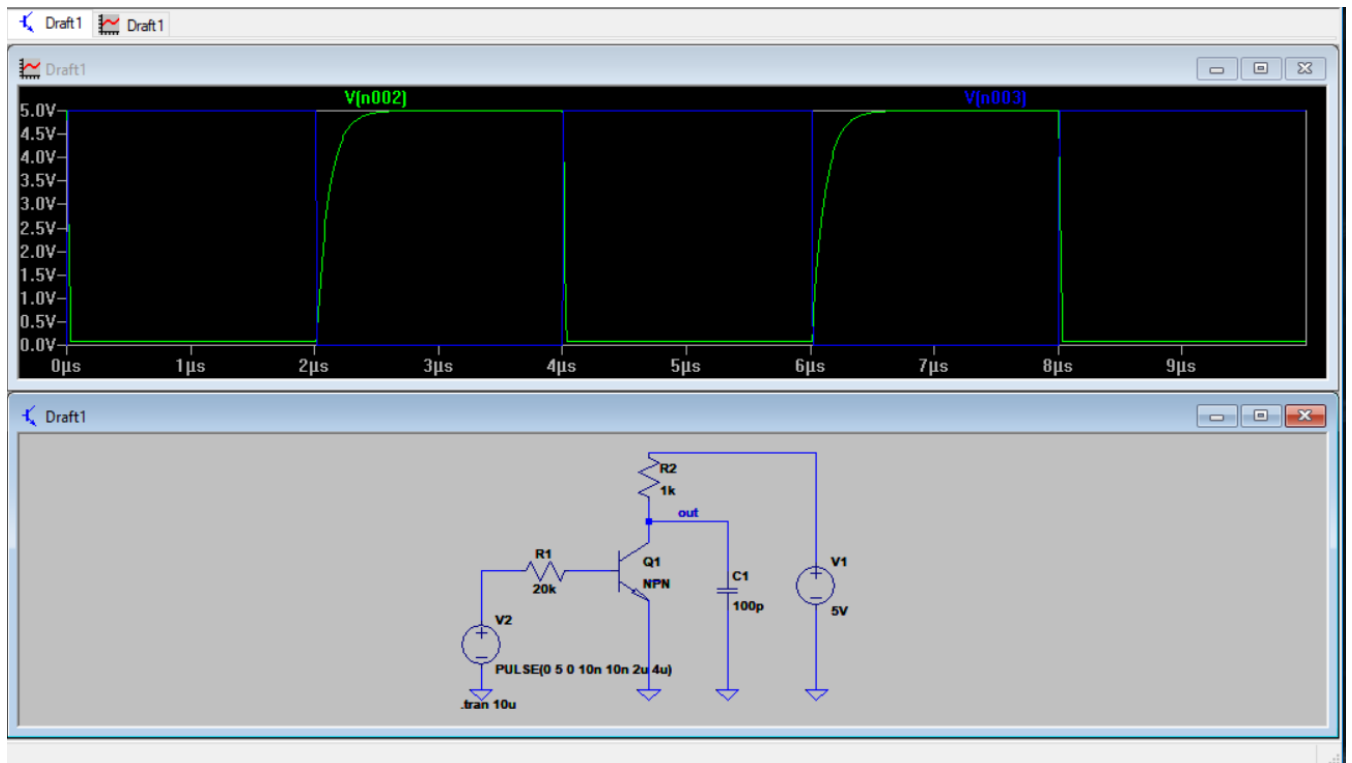 Draft1 Draft1
Draft1
V(n002) V(n003)
5.0V
4.5V
4.0V
3.5V
3.0V
2.5V
2.0V
1.5V
1.0V
0.5V
0.0V
0µs 1µs 2µs 3µs 4µs 5µs 6µs 7µs 8µs 9µs
Draft1
R2
1k
out
R1
20k
Q1
NPN
C1
100p
V1
5V
V2
PULSE(0 5 0 10n 10n 2u 4u)
.tran 10u